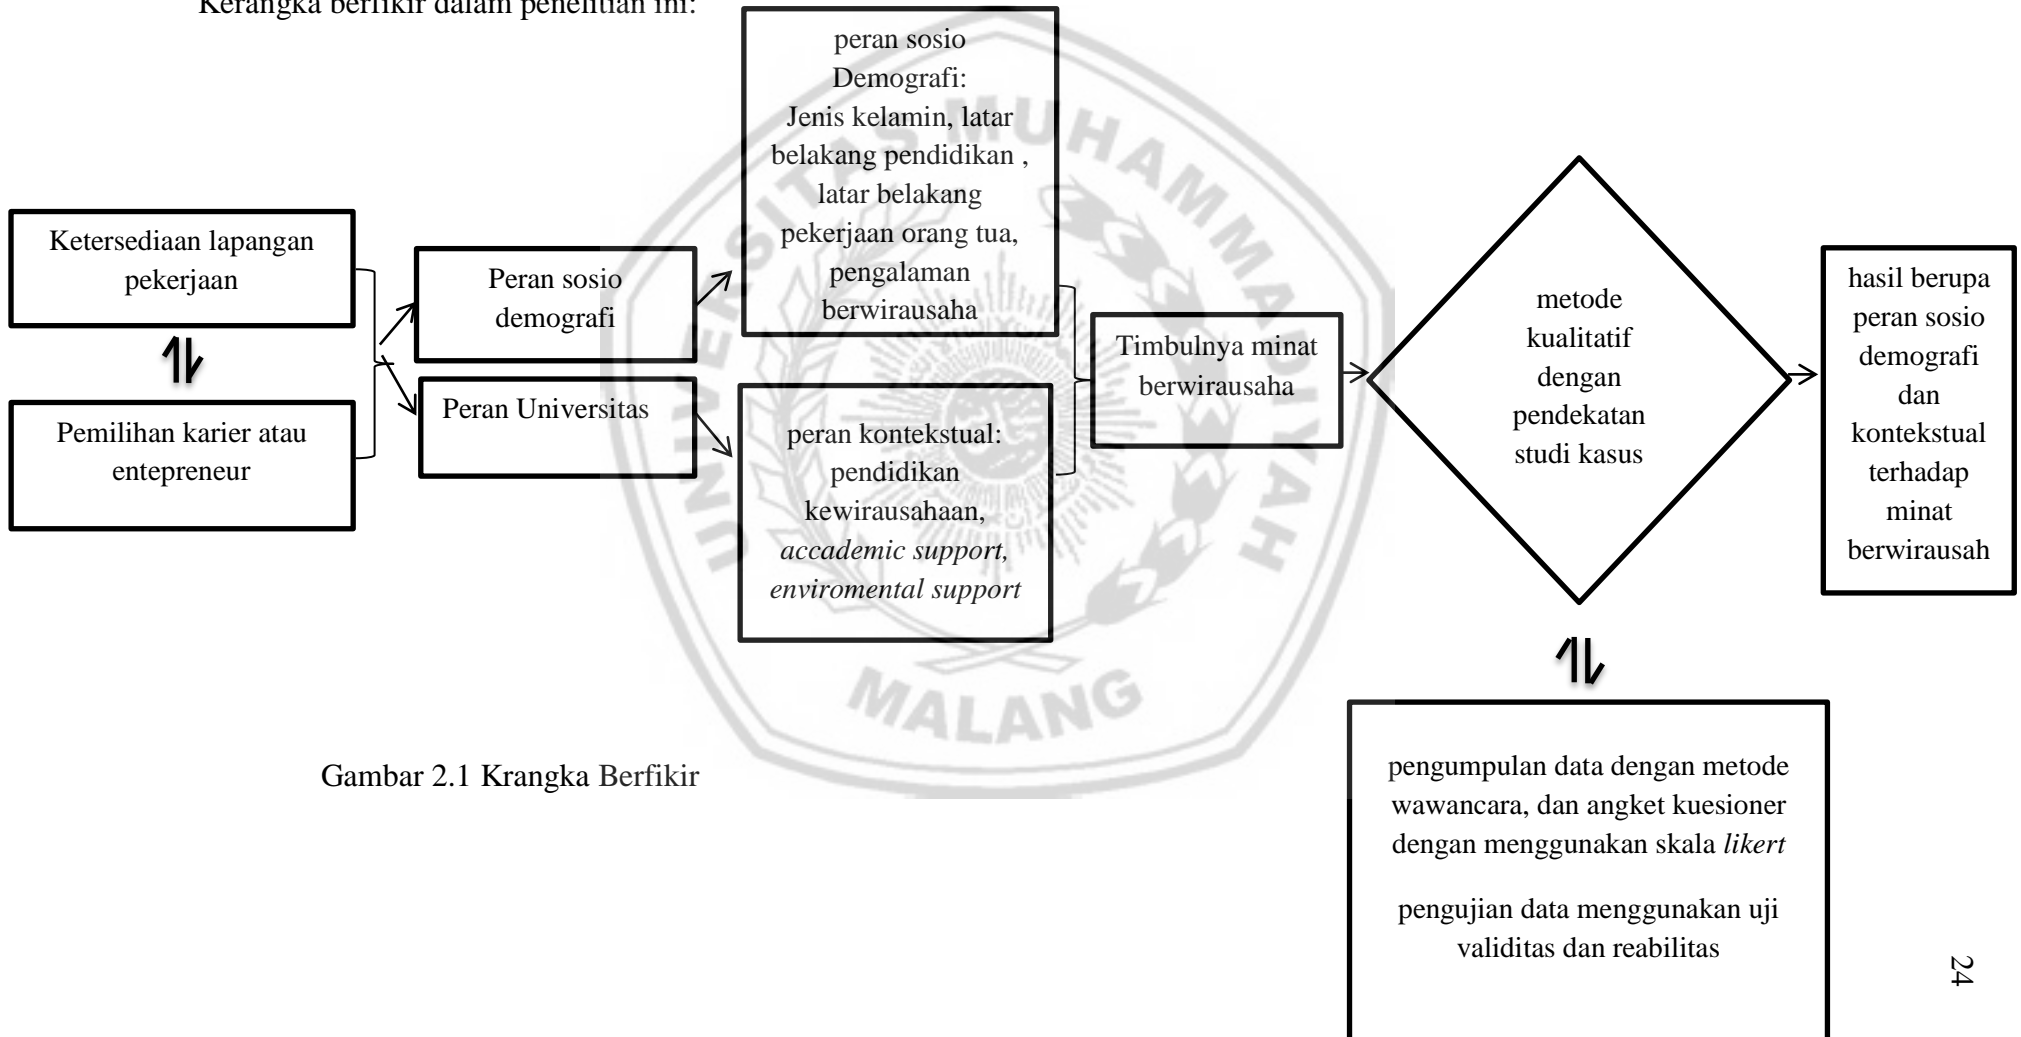 Kerangka berfikir dalam penelitian ini:
Ketersediaan lapangan
pekerjaan
Pemilihan karier atau
entepreneur
Peran sosio
demografi
Peran Universitas
peran sosio
Demografi:
Jenis kelamin, latar
belakang pendidikan ,
latar belakang
pekerjaan orang tua,
pengalaman
berwirausaha
peran kontekstual:
pendidikan
kewirausahaan,
accademic support,
enviromental support
Timbulnya minat
berwirausaha
metode
kualitatif
dengan
pendekatan
studi kasus
hasil berupa
peran sosio
demografi
dan
kontekstual
terhadap
minat
berwirausah
pengumpulan data dengan metode
wawancara, dan angket kuesioner
dengan menggunakan skala likert
pengujian data menggunakan uji
validitas dan reabilitas
Gambar 2.1 Krangka Berfikir
UNIVERSITAS MUHAMMADIYAH
MALANG
24